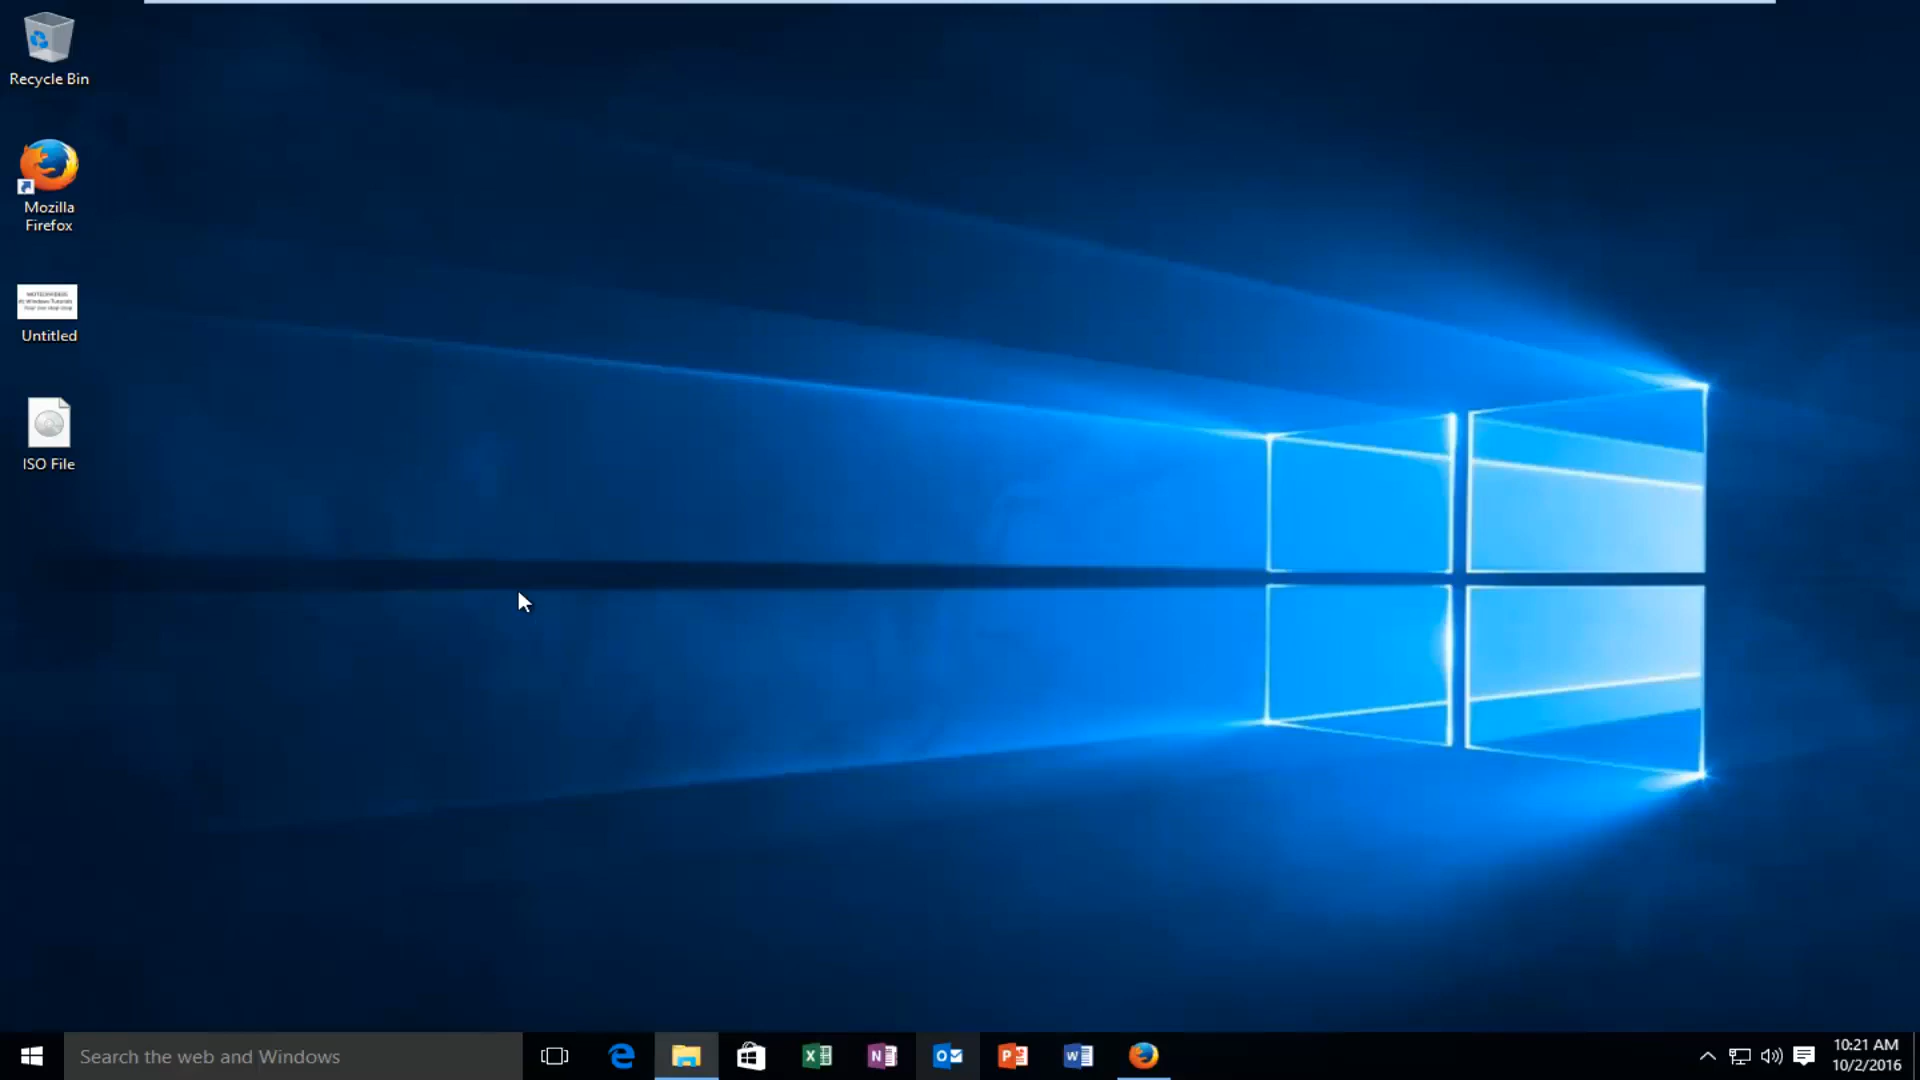 Recycle Bin
Mozilla
Firefox
Untitled
ISO File
Search the web and Windows
10:21 AM
10/2/2016